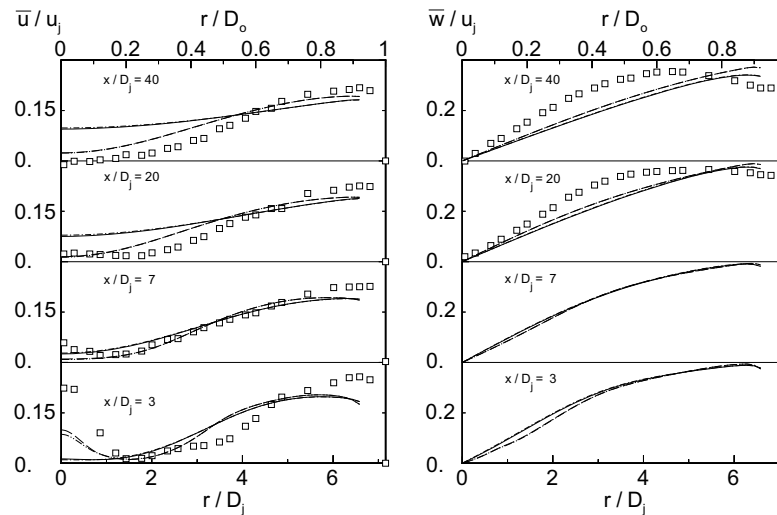 u / u_j
r / D_o
0 0.2 0.4 0.6 0.8 1
x / D_j = 40
0.15
0.
x / D_j = 20
0.15
0.
x / D_j = 7
0.15
0.
x / D_j = 3
0.15
0.
0 2 4 6
r / D_j
w / u_j
r / D_o
0 0.2 0.4 0.6 0.8
x / D_j = 40
0.2
0.
x / D_j = 20
0.2
0.
x / D_j = 7
0.2
0.
x / D_j = 3
0.2
0.
0 2 4 6
r / D_j